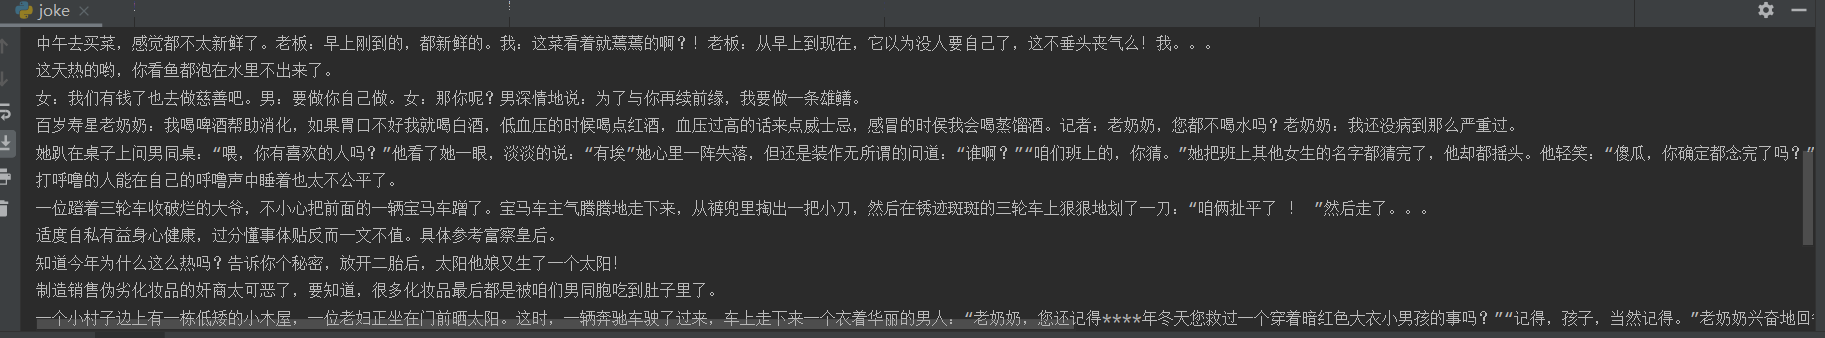 joke
中午去买菜，感觉都不太新鲜了。老板：早上刚到的，都新鲜的。我：这菜看着就蔫蔫的啊？！老板：从早上到现在，它以为没人要自己了，这不垂头丧气么！我。。。
这天热的哟，你看鱼都泡在水里不出来了。
女：我们有钱了也去做慈善吧。男：要做你自己做。女：那你呢？男深情地说：为了与你再续前缘，我要做一条雄鳝。
百岁寿星老奶奶：我喝啤酒帮助消化，如果胃口不好我就喝白酒，低血压的时候喝点红酒，血压过高的话来点威士忌，感冒的时侯我会喝蒸馏酒。记者：老奶奶，您都不喝水吗？老奶奶：我还没病到那么严重过。
她趴在桌子上问男同桌：“喂，你有喜欢的人吗？”他看了她一眼，淡淡的说：“有埃”她心里一阵失落，但还是装作无所谓的问道：“谁啊？”“咱们班上的，你猜。”她把班上其他女生的名字都猜完了，他却都摇头。他轻笑：“傻瓜，你确定都念完了吗？”
打呼噜的人能在自己的呼噜声中睡着也太不公平了。
一位蹬着三轮车收破烂的大爷，不小心把前面的一辆宝马车蹭了。宝马车主气腾腾地走下来，从裤兜里掏出一把小刀，然后在锈迹斑斑的三轮车上狠狠地划了一刀：“咱俩扯平了 ！ ”然后走了。。。
适度自私有益身心健康，过分懂事体贴反而一文不值。具体参考富察皇后。
知道今年为什么这么热吗？告诉你个秘密，放开二胎后，太阳他娘又生了一个太阳！
制造销售伪劣化妆品的奸商太可恶了，要知道，很多化妆品最后都是被咱们男同胞吃到肚子里了。
一个小村子边上有一栋低矮的小木屋，一位老妇正坐在门前晒太阳。这时，一辆奔驰车驶了过来，车上走下来一个衣着华丽的男人：“老奶奶，您还记得****年冬天您救过一个穿着暗红色大衣小男孩的事吗？”“记得，孩子，当然记得。”老奶奶兴奋地回